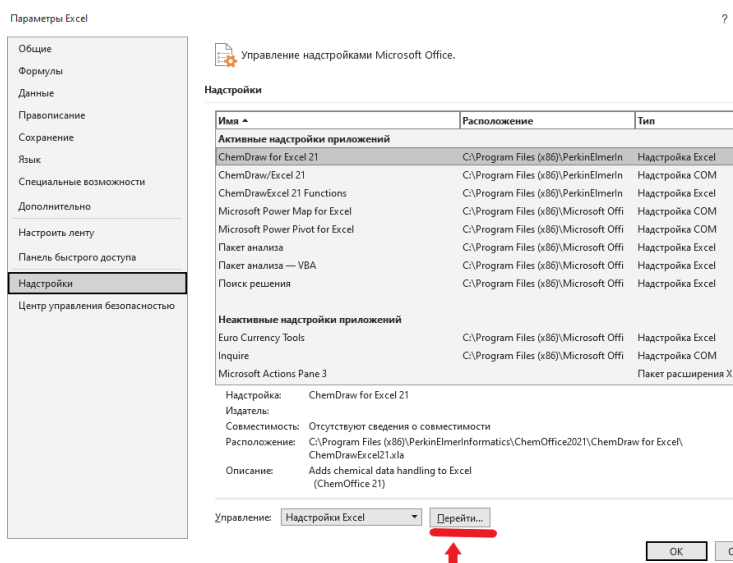 Параметры Excel
?
Общие
Формулы
Данные
Правописание
Сохранение
Язык
Специальные возможности
Дополнительно
Настроить ленту
Панель быстрого доступа
Надстройки
Центр управления безопасностью
Управление надстройками Microsoft Office.
Надстройки
Имя Расположение Тип
Активные надстройки приложений
ChemDraw for Excel 21 C:\Program Files (x86)\PerkinElmerIn Надстройка Excel
ChemDraw/Excel 21 C:\Program Files (x86)\PerkinElmerIn Надстройка COM
ChemDrawExcel 21 Functions C:\Program Files (x86)\PerkinElmerIn Надстройка COM
Microsoft Power Map for Excel C:\Program Files (x86)\Microsoft Offi Надстройка COM
Microsoft Power Pivot for Excel C:\Program Files (x86)\Microsoft Offi Надстройка COM
Пакет анализа C:\Program Files (x86)\Microsoft Offi Надстройка Excel
Пакет анализа — VBA C:\Program Files (x86)\Microsoft Offi Надстройка Excel
Поиск решения C:\Program Files (x86)\Microsoft Offi Надстройка Excel
Неактивные надстройки приложений
Euro Currency Tools C:\Program Files (x86)\Microsoft Offi Надстройка Excel
Inquire C:\Program Files (x86)\Microsoft Offi Надстройка COM
Microsoft Actions Pane 3 Пакет расширения X
Надстройка: ChemDraw for Excel 21
Издатель:
Совместимость: Отсутствуют сведения о совместимости
Расположение: C:\Program Files (x86)\PerkinElmerInformatics\ChemOffice2021\ChemDraw for Excel\
ChemDrawExcel21.xla
Описание: Adds chemical data handling to Excel
(ChemOffice 21)
Управление: Надстройки Excel Перейти...
ОК